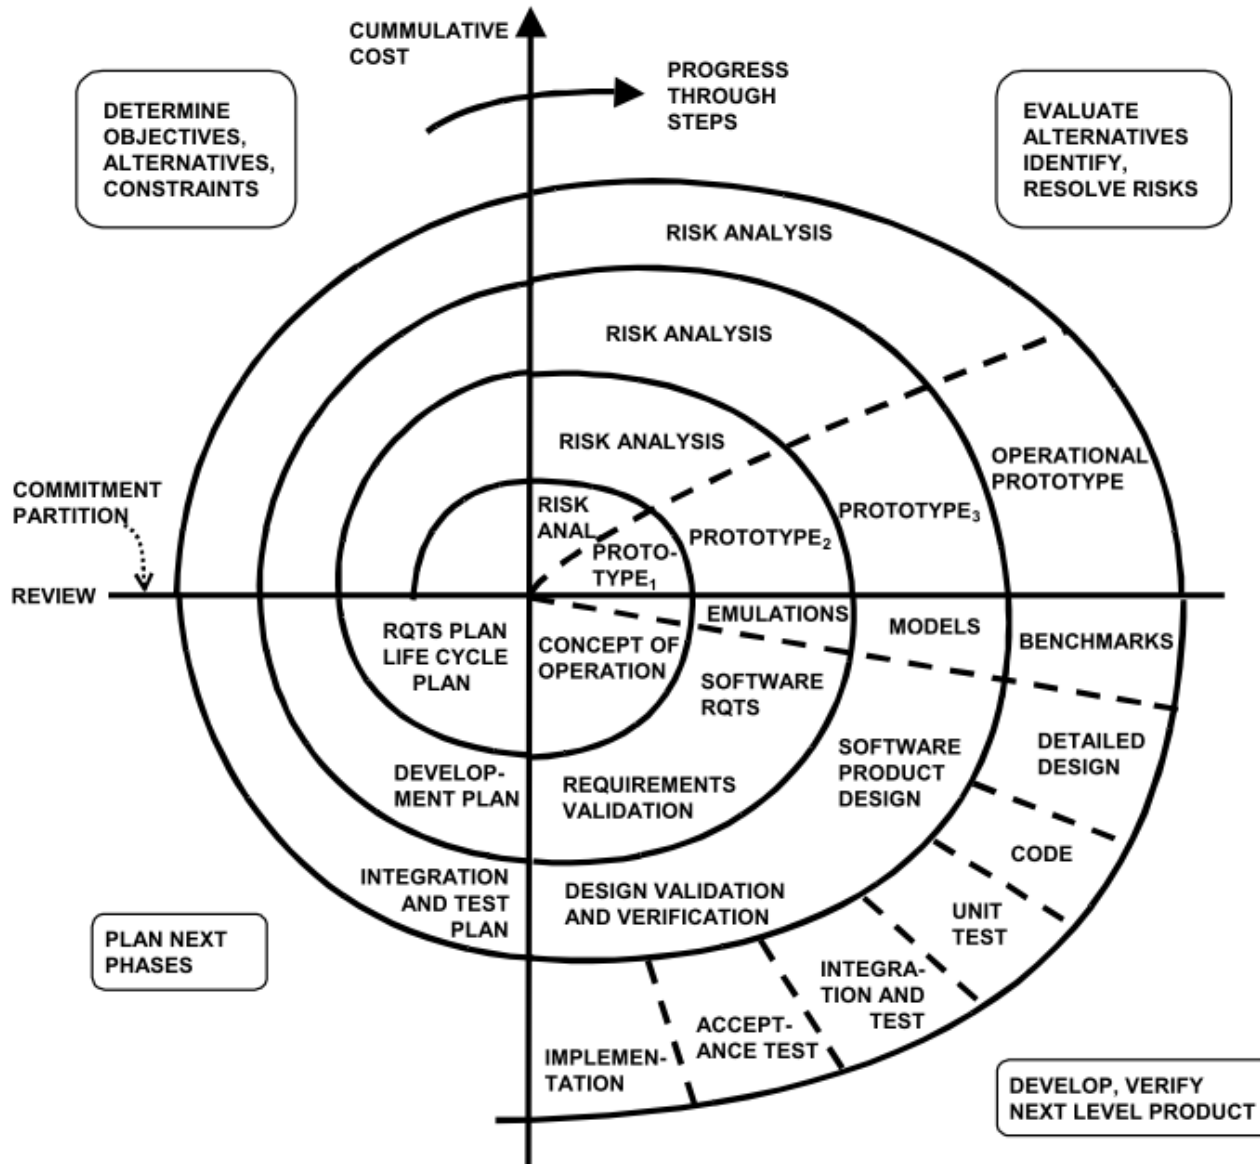 CUMMULATIVE
COST
PROGRESS
THROUGH
STEPS
DETERMINE
OBJECTIVES,
ALTERNATIVES,
CONSTRAINTS
EVALUATE
ALTERNATIVES
IDENTIFY,
RESOLVE RISKS
RISK ANALYSIS
RISK ANALYSIS
RISK ANALYSIS
RISK
ANAL
PROTO-
TYPE1
PROTOTYPE2
PROTOTYPE3
OPERATIONAL
PROTOTYPE
COMMITMENT
PARTITION
REVIEW
EMULATIONS
MODELS
BENCHMARKS
RQTS PLAN
LIFE CYCLE
PLAN
CONCEPT OF
OPERATION
SOFTWARE
RQTS
SOFTWARE
PRODUCT
DESIGN
DETAILED
DESIGN
DEVELOP-
MENT PLAN
REQUIREMENTS
VALIDATION
CODE
INTEGRATION
AND TEST
PLAN
DESIGN VALIDATION
AND VERIFICATION
UNIT
TEST
PLAN NEXT
PHASES
INTEGRA-
TION AND
TEST
ACCEPT-
ANCE TEST
IMPLEMEN-
TATION
DEVELOP, VERIFY
NEXT LEVEL PRODUCT